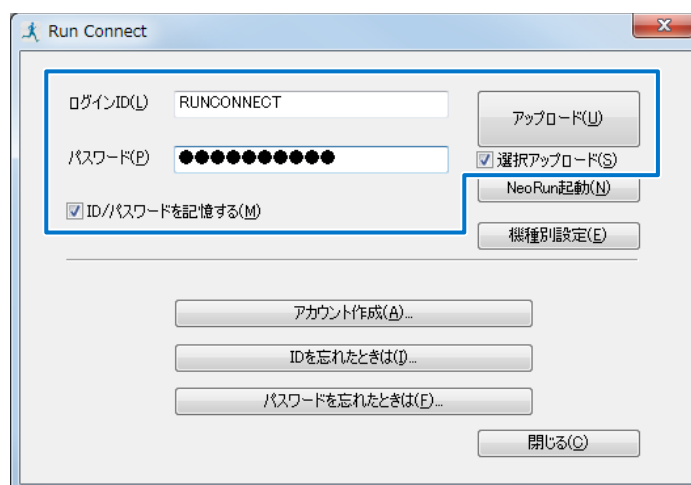 Run Connect
ログインID(L) RUNCONNECT
アップロード(U)
パスワード(P) ●●●●●●●●●●
選択アップロード(S)
NeoRun起動(N)
ID/パスワードを記憶する(M)
機種別設定(E)
アカウント作成(A)...
IDを忘れたときは(I)...
パスワードを忘れたときは(F)...
閉じる(C)